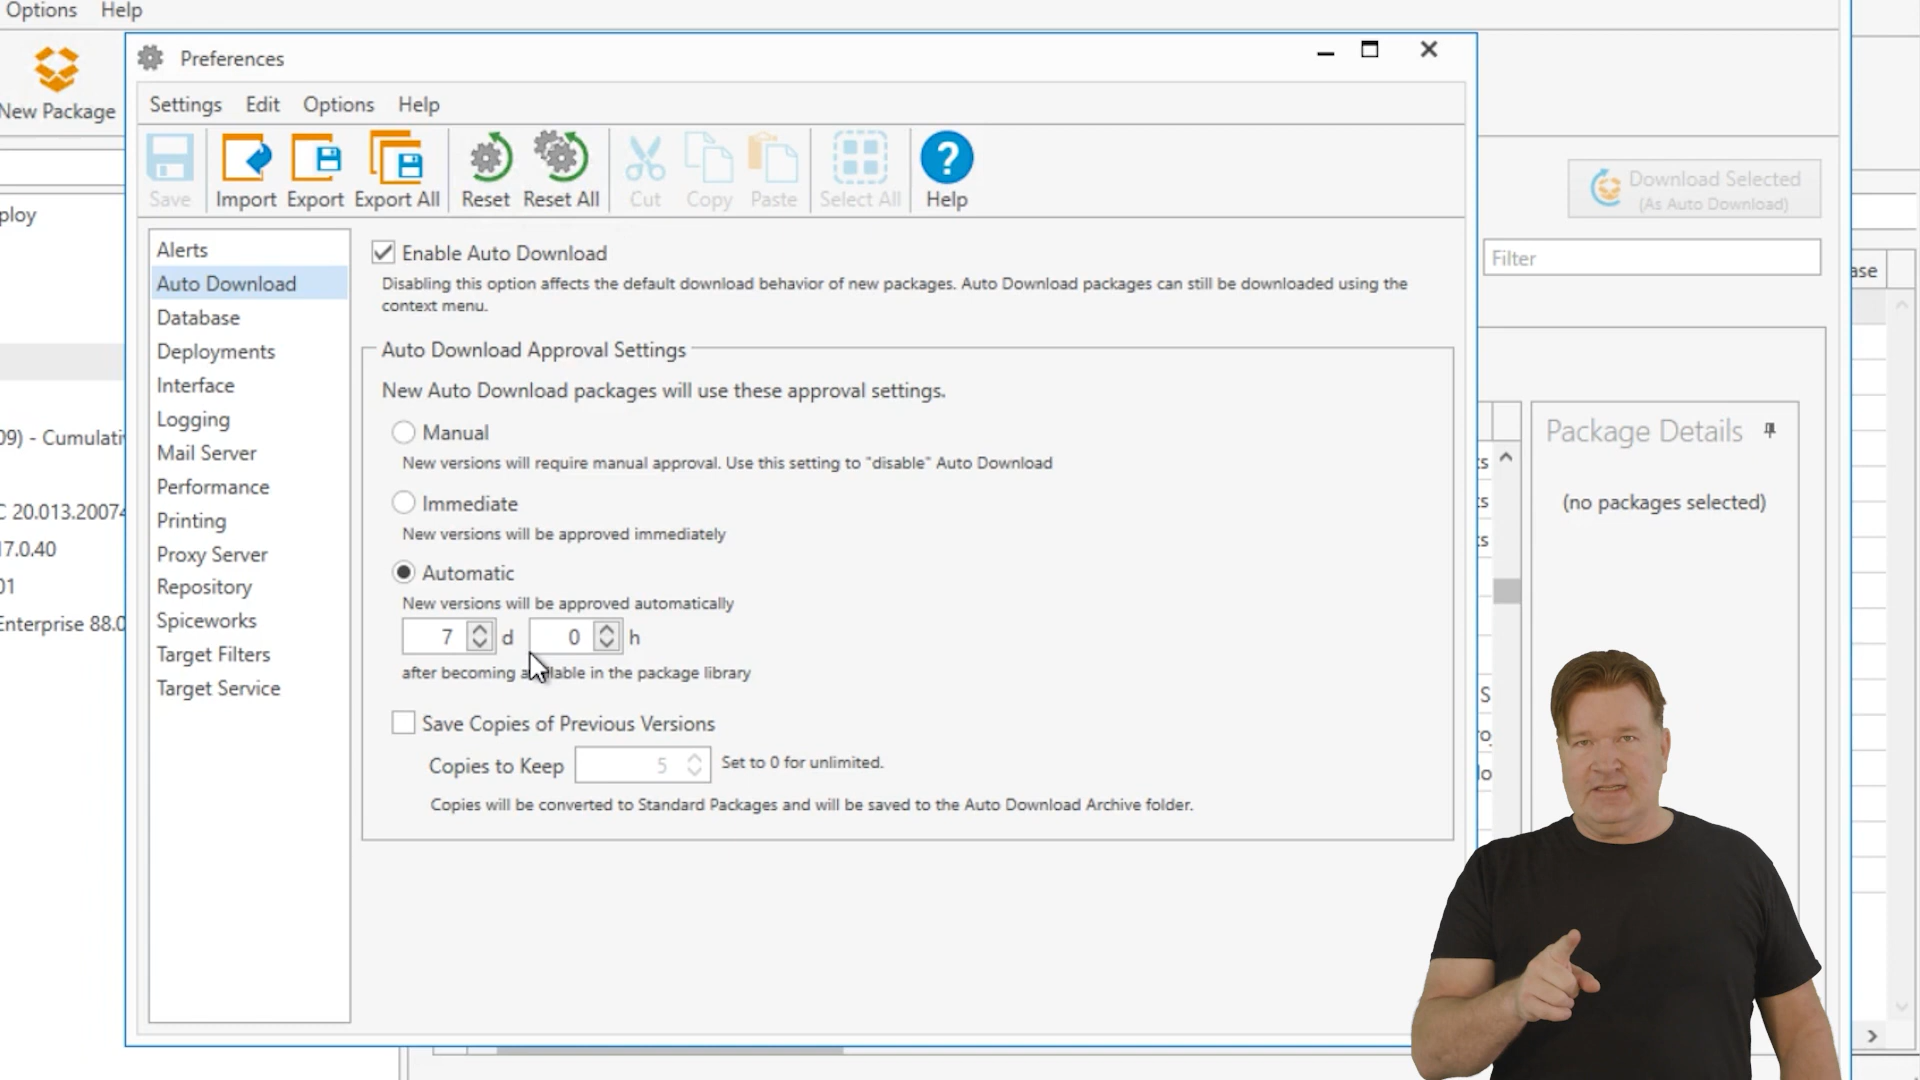 Options Help
New Package
Preferences
Settings Edit Options Help
Save Import Export Export All Reset Reset All Cut Copy Paste Select All Help
Download Selected
(As Auto Download)
ploy
Filter
ase
Alerts
Auto Download
Database
Deployments
Interface
Logging
Mail Server
Performance
Printing
Proxy Server
Repository
Spiceworks
Target Filters
Target Service
Enable Auto Download
Disabling this option affects the default download behavior of new packages. Auto Download packages can still be downloaded using the
context menu.
Auto Download Approval Settings
New Auto Download packages will use these approval settings.
Manual
New versions will require manual approval. Use this setting to "disable" Auto Download
Immediate
New versions will be approved immediately
Automatic
New versions will be approved automatically
7 d 0 h
after becoming available in the package library
Save Copies of Previous Versions
Copies to Keep 5 Set to 0 for unlimited.
Copies will be converted to Standard Packages and will be saved to the Auto Download Archive folder.
09) - Cumulati
C 20.013.2007
17.0.40
01
Enterprise 88.0
Package Details
(no packages selected)